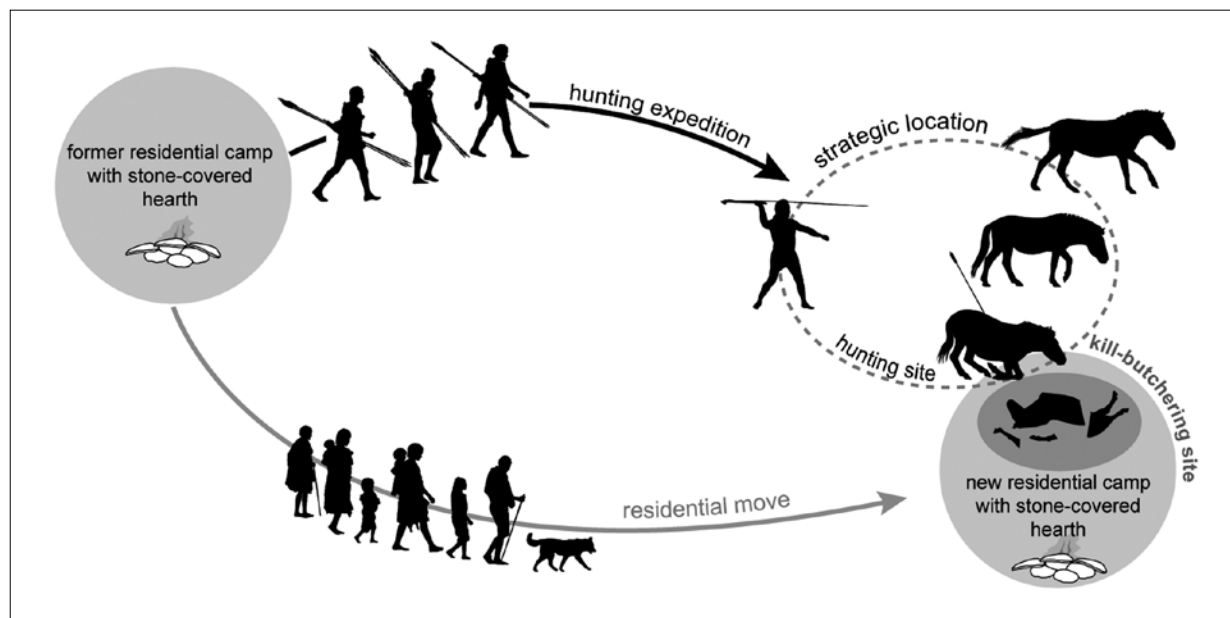 former residential camp
with stone-covered
hearth
hunting expedition
strategic location
hunting site
kill-butchering site
new residential camp
with stone-covered
hearth
residential move